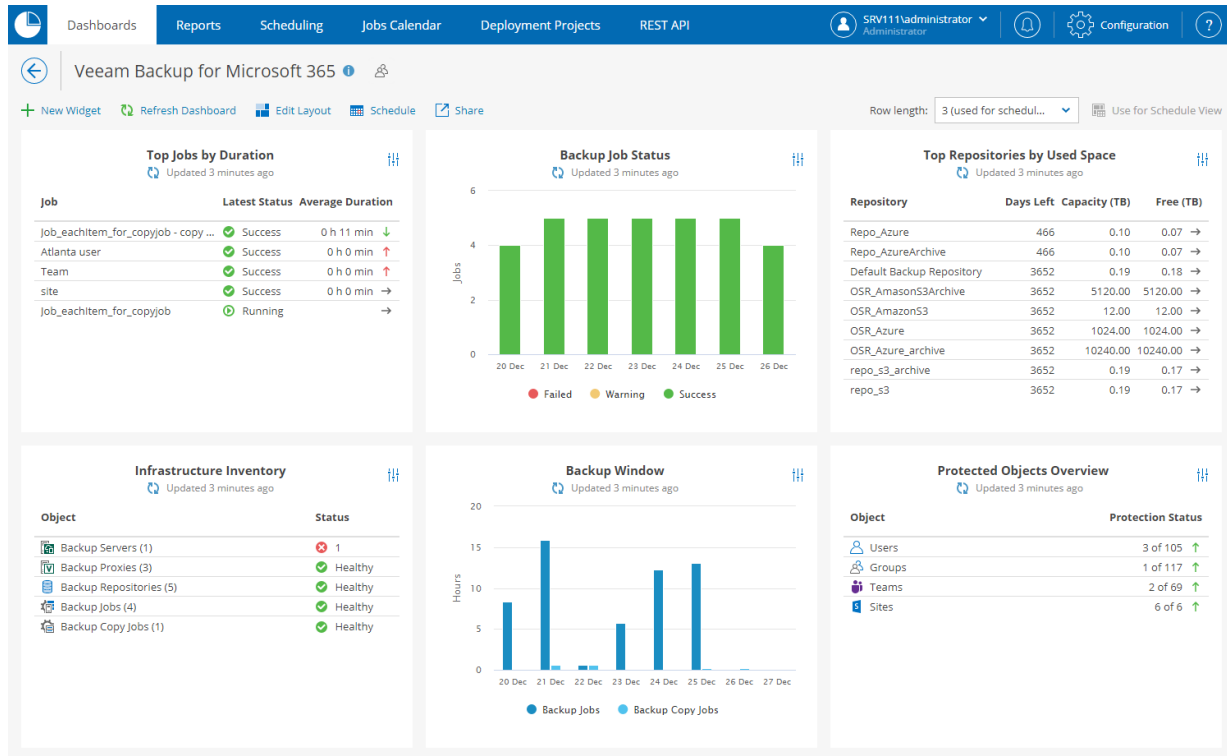 Dashboards Reports Scheduling Jobs Calendar Deployment Projects REST API SRV111\administrator Configuration ?
Administrator
Veeam Backup for Microsoft 365 i
New Widget Refresh Dashboard Edit Layout Schedule Share Row length: 3 (used for schedul... Use for Schedule View
Top Jobs by Duration
Updated 3 minutes ago
Job Latest Status Average Duration
Job_eachItem_for_copyjob - copy ... Success 0 h 11 min ↓
Atlanta user Success 0 h 0 min ↑
Team Success 0 h 0 min ↑
site Success 0 h 0 min →
Job_eachItem_for_copyjob Running →
Backup Job Status
Updated 3 minutes ago
6
4
2
0
Jobs
20 Dec 21 Dec 22 Dec 23 Dec 24 Dec 25 Dec 26 Dec
Failed Warning Success
Top Repositories by Used Space
Updated 3 minutes ago
Repository Days Left Capacity (TB) Free (TB)
Repo_Azure 466 0.10 0.07 →
Repo_AzureArchive 466 0.10 0.07 →
Default Backup Repository 3652 0.19 0.18 →
OSR_AmasonS3Archive 3652 5120.00 5120.00 →
OSR_AmazonS3 3652 12.00 12.00 →
OSR_Azure 3652 1024.00 1024.00 →
OSR_Azure_archive 3652 10240.00 10240.00 →
repo_s3_archive 3652 0.19 0.17 →
repo_s3 3652 0.19 0.17 →
Infrastructure Inventory
Updated 3 minutes ago
Object Status
Backup Servers (1) 1
Backup Proxies (3) Healthy
Backup Repositories (5) Healthy
Backup Jobs (4) Healthy
Backup Copy Jobs (1) Healthy
Backup Window
Updated 3 minutes ago
20
15
10
5
0
Hours
20 Dec 21 Dec 22 Dec 23 Dec 24 Dec 25 Dec 26 Dec 27 Dec
Backup Jobs Backup Copy Jobs
Protected Objects Overview
Updated 3 minutes ago
Object Protection Status
Users 3 of 105 ↑
Groups 1 of 117 ↑
Teams 2 of 69 ↑
Sites 6 of 6 ↑